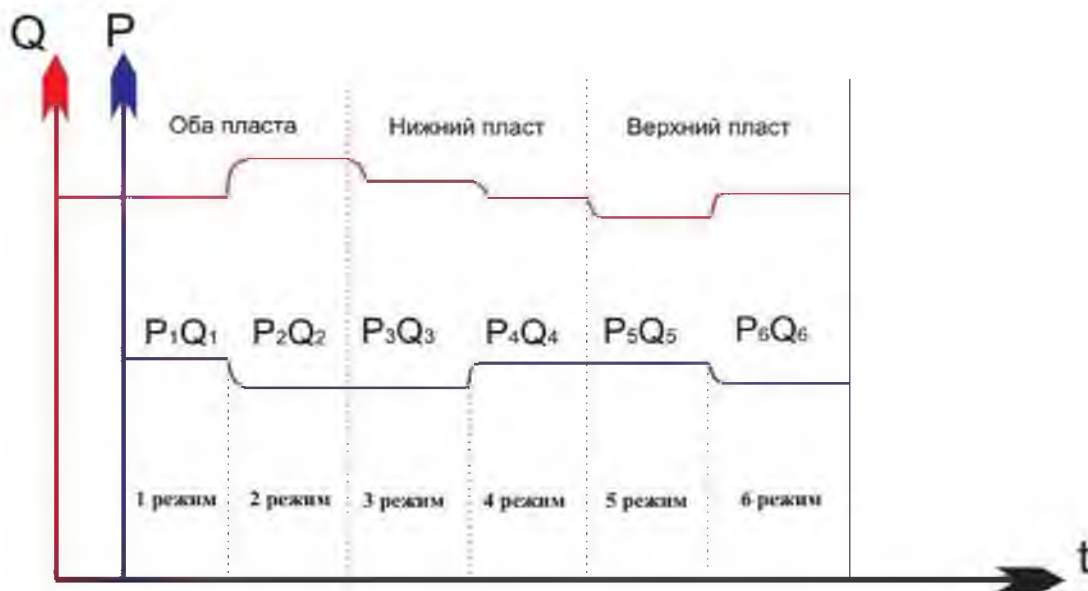 Q P
Оба пласта Нижний пласт Верхний пласт
P₁Q₁ P₂Q₂ P₃Q₃ P₄Q₄ P₅Q₅ P₆Q₆
1 режим 2 режим 3 режим 4 режим 5 режим 6 режим
t